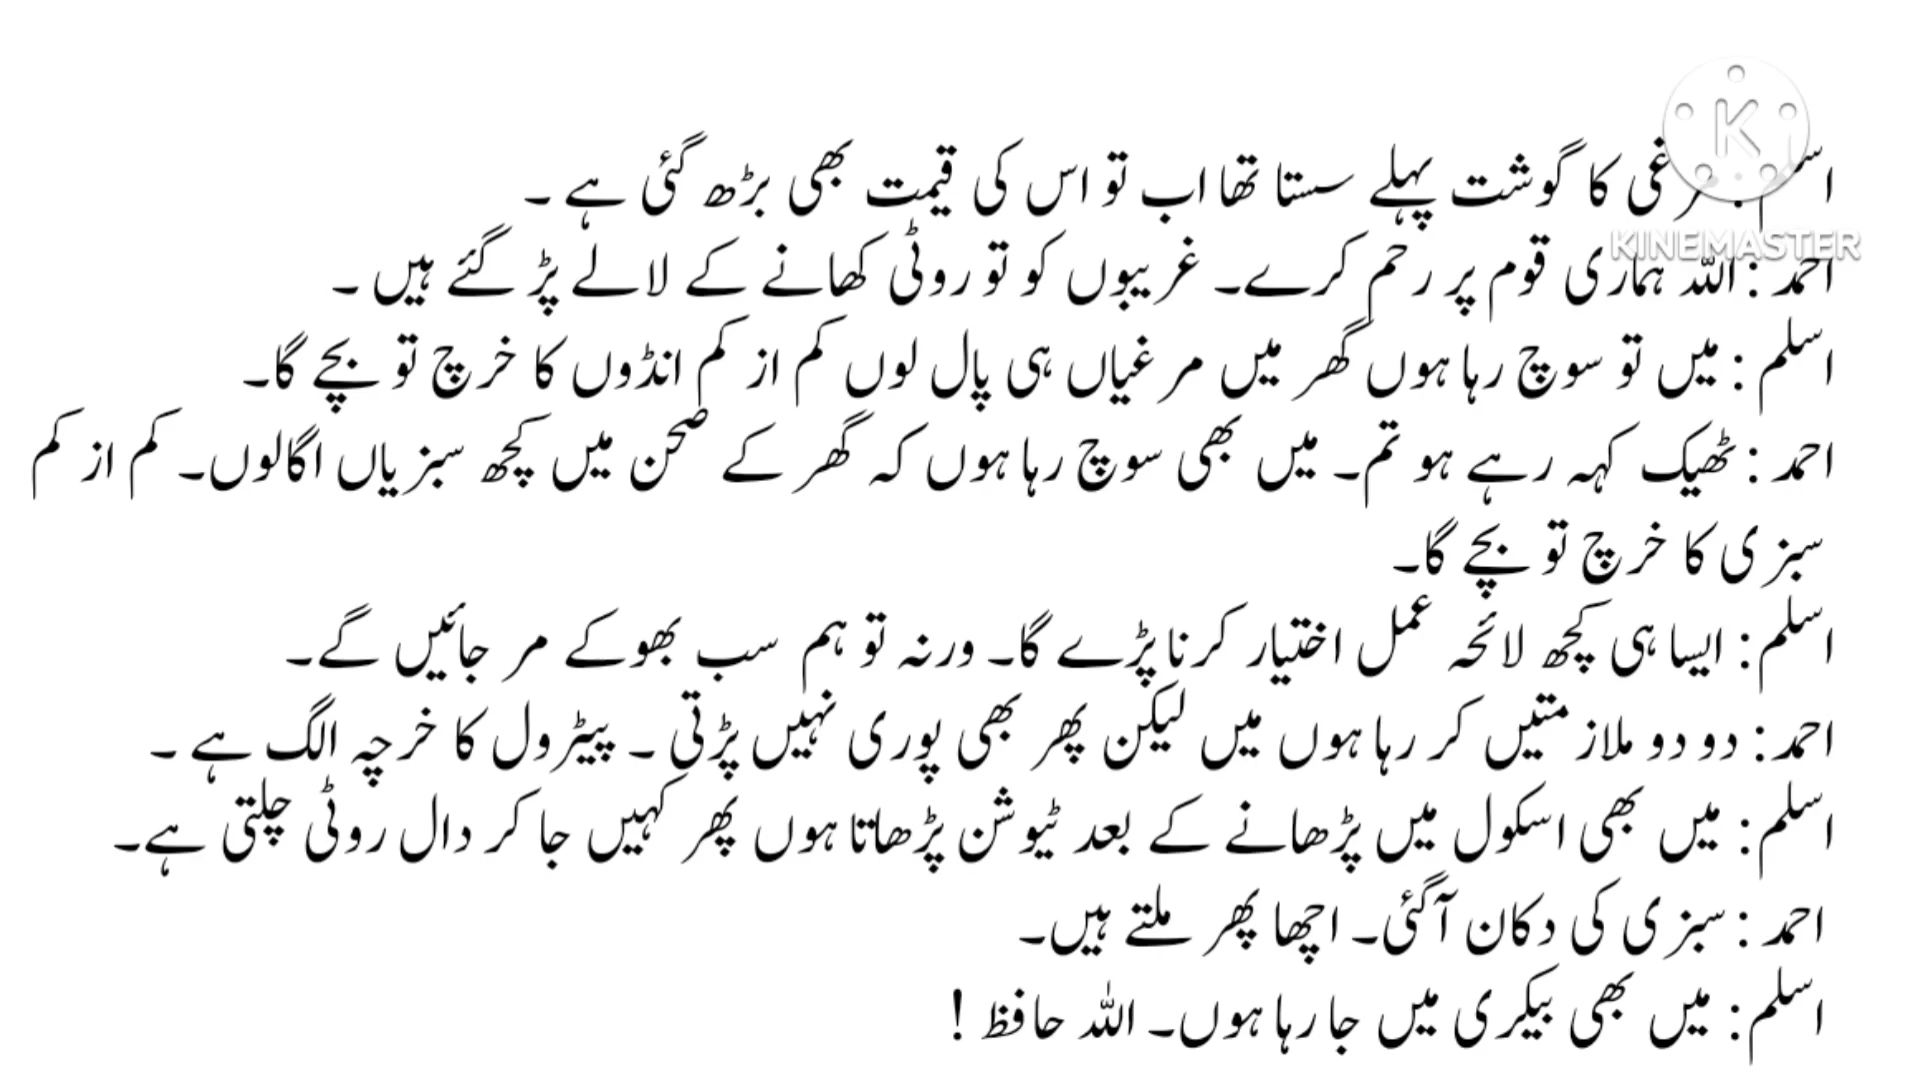 KINEMASTER
اسلم: مرغی کا گوشت پہلے سستا تھا اب تو اس کی قیمت بھی بڑھ گئی ہے ۔
احمد : اللہ ہماری قوم پر رحم کرے۔ غریبوں کو تو روٹی کھانے کے لالے پڑ گئے ہیں ۔
اسلم : میں تو سوچ رہا ہوں گھر میں مرغیاں ہی پال لوں کم از کم انڈوں کا خرچ تو بچے گا۔
احمد : ٹھیک کہہ رہے ہو تم۔ میں بھی سوچ رہا ہوں کہ گھر کے صحن میں کچھ سبزیاں اگالوں۔ کم از کم
سبزی کا خرچ تو بچے گا۔
اسلم : ایسا ہی کچھ لائحہ عمل اختیار کرنا پڑے گا۔ ورنہ تو ہم سب بھوکے مر جائیں گے۔
احمد : دو دو ملازمتیں کر رہا ہوں میں لیکن پھر بھی پوری نہیں پڑتی ۔ پیٹرول کا خرچہ الگ ہے ۔
اسلم : میں بھی اسکول میں پڑھانے کے بعد ٹیوشن پڑھاتا ہوں پھر کہیں جا کر دال روٹی چلتی ہے۔
احمد : سبزی کی دکان آگئی۔ اچھا پھر ملتے ہیں۔
اسلم : میں بھی بیکری میں جا رہا ہوں۔ اللہ حافظ !